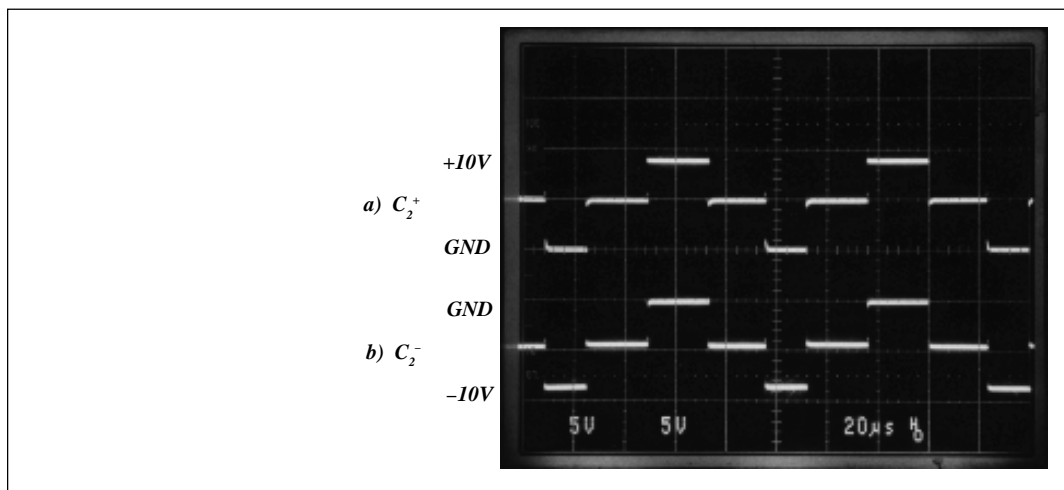 +10V
a) C₂⁺
GND
GND
b) C₂⁻
–10V
5V 5V 20µs